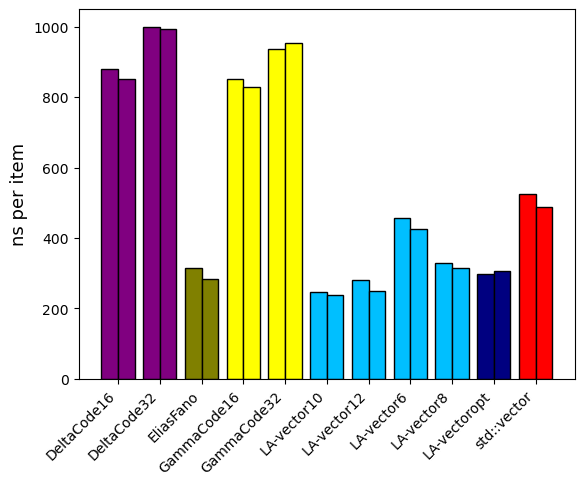 1000
800
600
400
200
0
ns per item
DeltaCode16
DeltaCode32
EliasFano
GammaCode16
GammaCode32
LA-vector10
LA-vector12
LA-vector6
LA-vector8
LA-vectoropt
std::vector